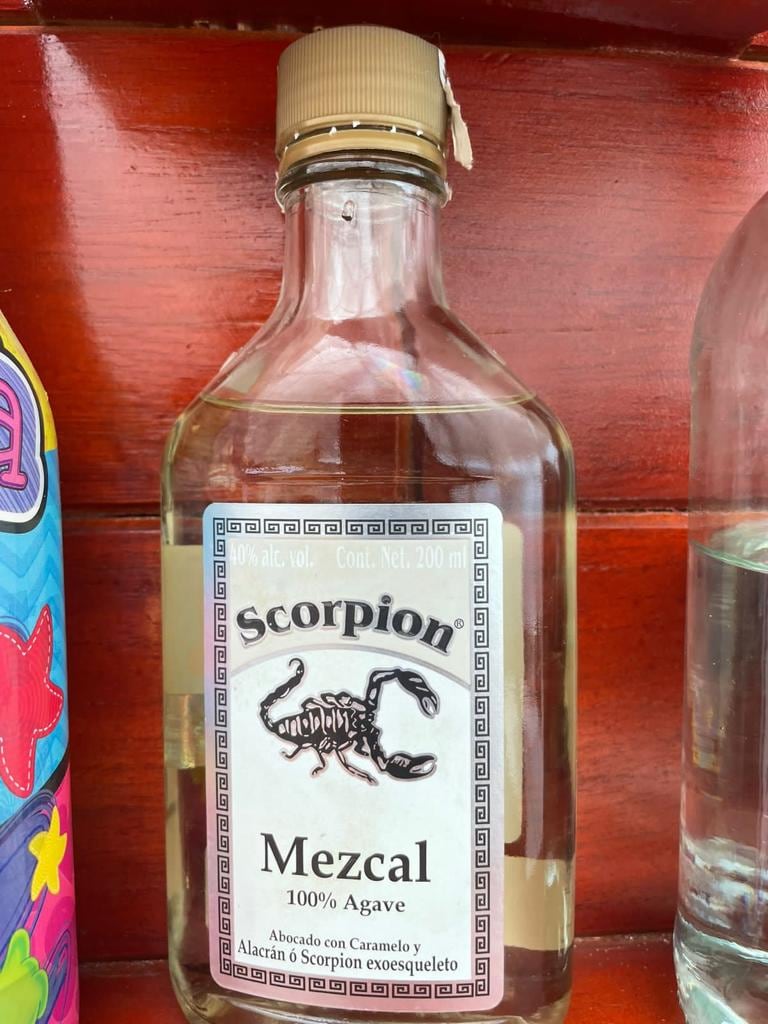 40% alc. vol. Cont. Net. 200 ml
Scorpion®
Mezcal
100% Agave
Abocado con Caramelo y
Alacrán ó Scorpion exoesqueleto
A